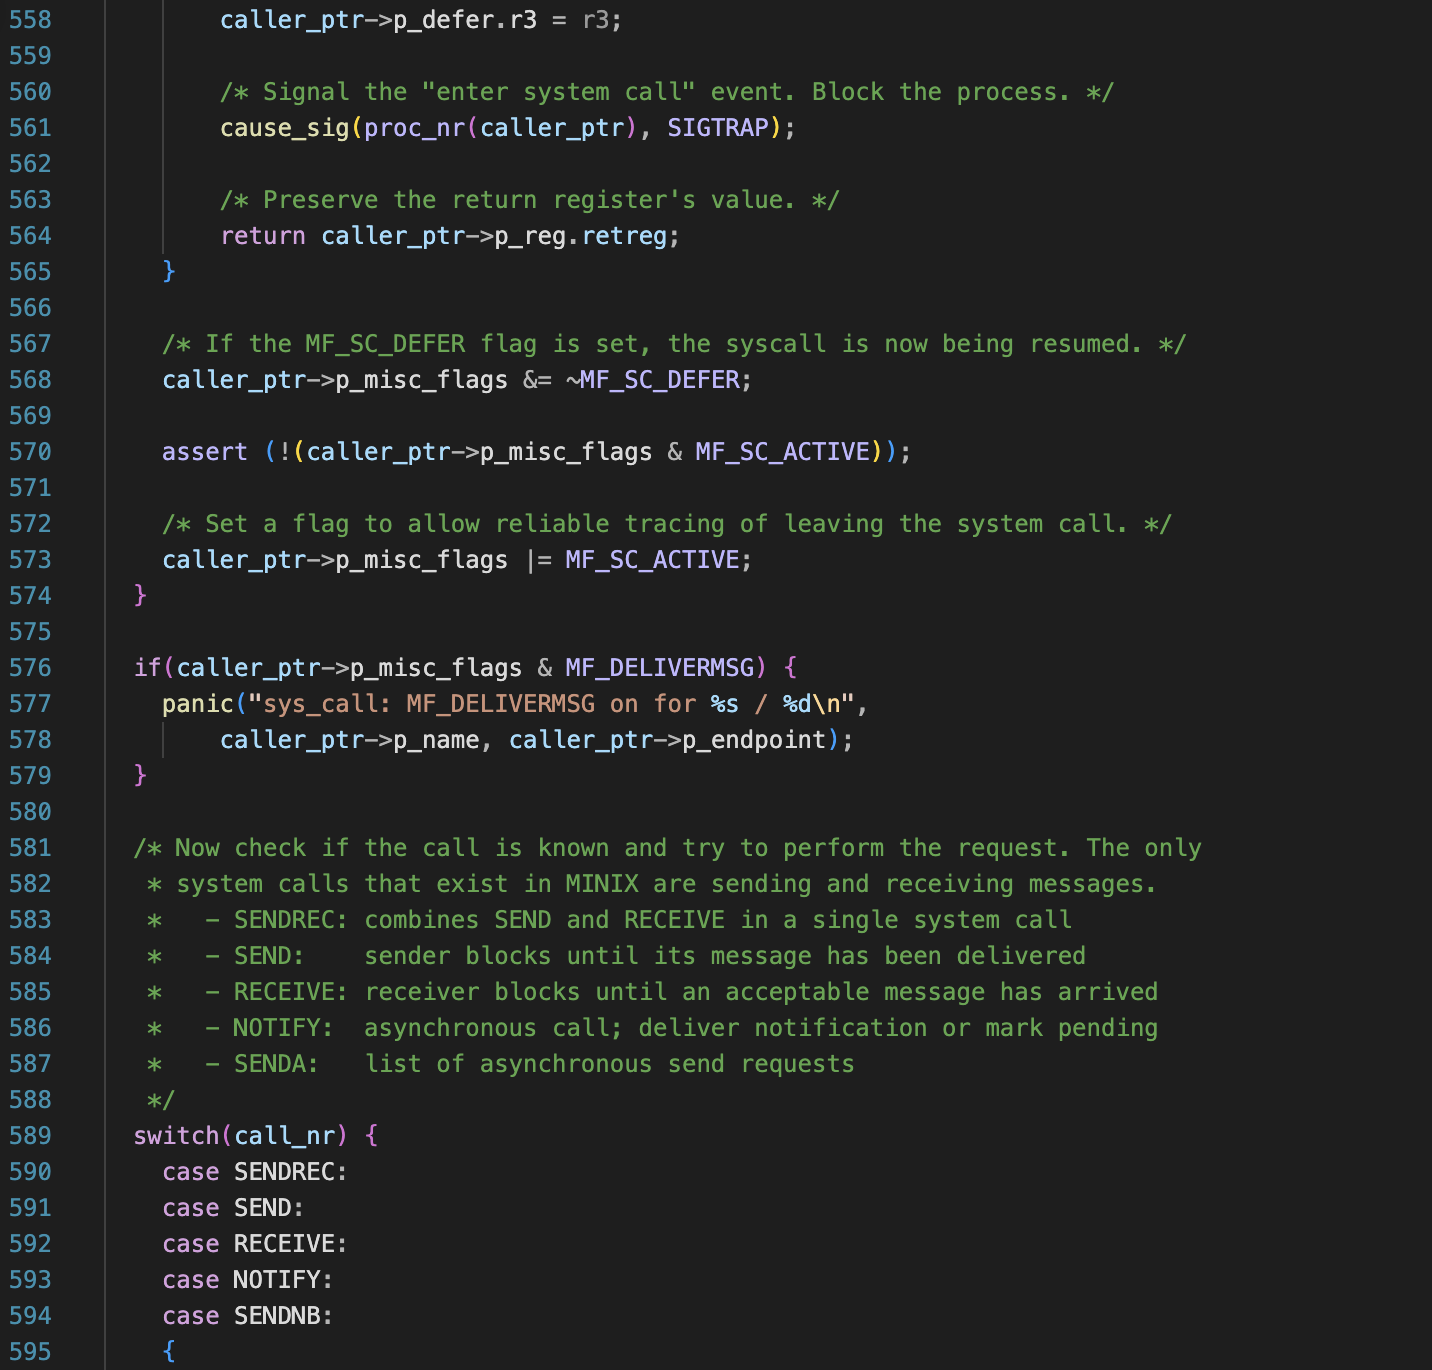 558 caller_ptr->p_defer.r3 = r3;
559
560 /* Signal the "enter system call" event. Block the process. */
561 cause_sig(proc_nr(caller_ptr), SIGTRAP);
562
563 /* Preserve the return register's value. */
564 return caller_ptr->p_reg.retreg;
565 }
566
567 /* If the MF_SC_DEFER flag is set, the syscall is now being resumed. */
568 caller_ptr->p_misc_flags &= ~MF_SC_DEFER;
569
570 assert (!(caller_ptr->p_misc_flags & MF_SC_ACTIVE));
571
572 /* Set a flag to allow reliable tracing of leaving the system call. */
573 caller_ptr->p_misc_flags |= MF_SC_ACTIVE;
574 }
575
576 if(caller_ptr->p_misc_flags & MF_DELIVERMSG) {
577 panic("sys_call: MF_DELIVERMSG on for %s / %d\n",
578 caller_ptr->p_name, caller_ptr->p_endpoint);
579 }
580
581 /* Now check if the call is known and try to perform the request. The only
582 * system calls that exist in MINIX are sending and receiving messages.
583 * - SENDREC: combines SEND and RECEIVE in a single system call
584 * - SEND: sender blocks until its message has been delivered
585 * - RECEIVE: receiver blocks until an acceptable message has arrived
586 * - NOTIFY: asynchronous call; deliver notification or mark pending
587 * - SENDA: list of asynchronous send requests
588 */
589 switch(call_nr) {
590 case SENDREC:
591 case SEND:
592 case RECEIVE:
593 case NOTIFY:
594 case SENDNB:
595 {